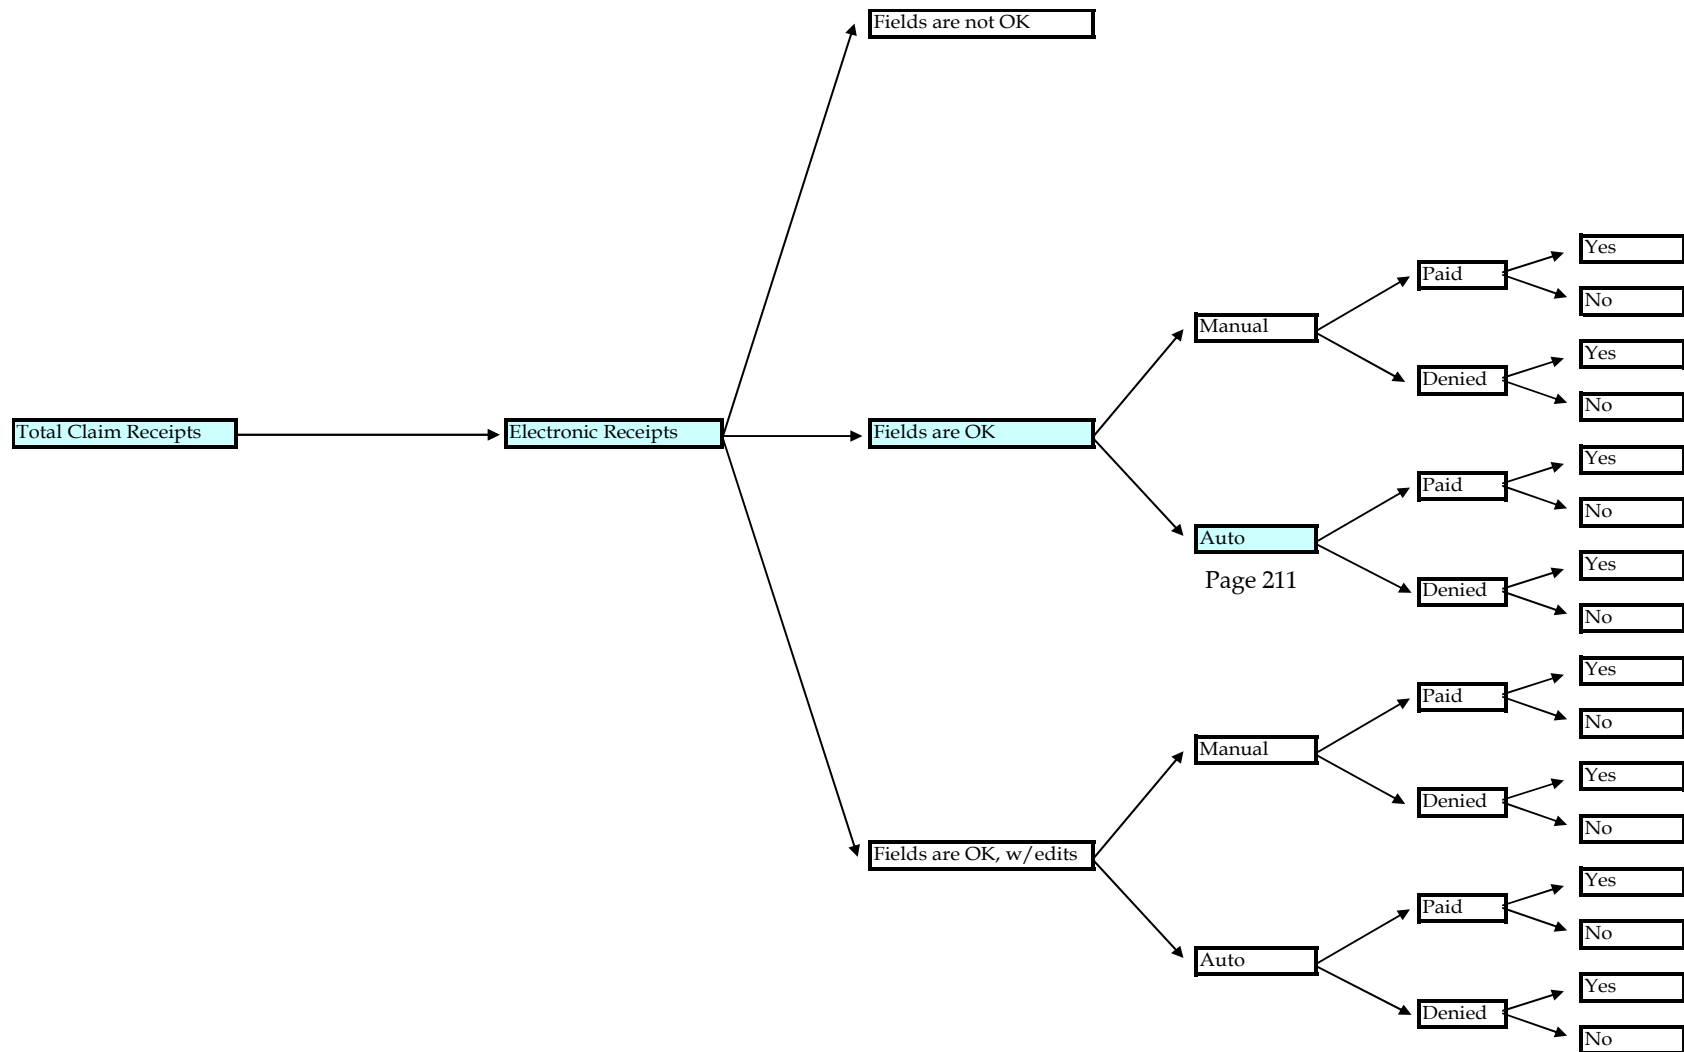 Fields are not OK
Yes
Paid
No
Manual
Yes
Denied
No
Total Claim Receipts
Electronic Receipts
Fields are OK
Yes
Paid
No
Auto
Page 211
Yes
Denied
No
Yes
Paid
No
Manual
Yes
Denied
No
Fields are OK, w/edits
Yes
Paid
No
Auto
Yes
Denied
No